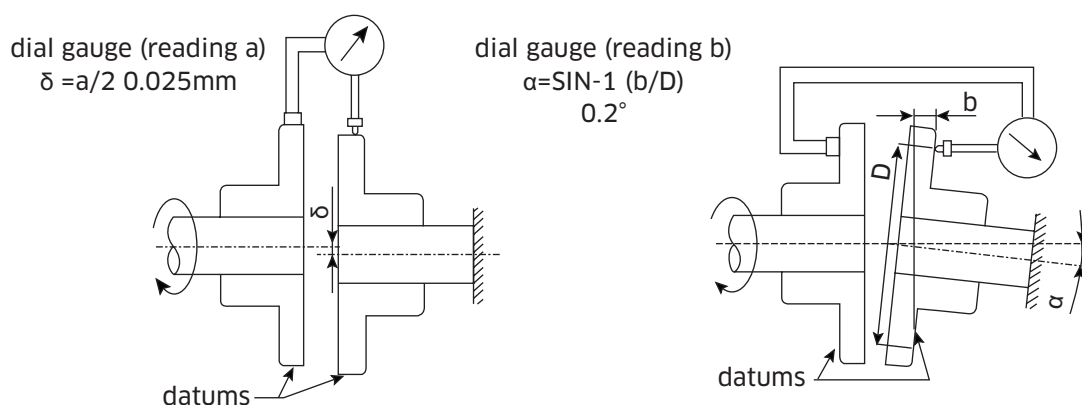 dial gauge (reading a)
δ =a/2 0.025mm
δ
datums
dial gauge (reading b)
α=SIN-1 (b/D)
0.2°
b
D
α
datums